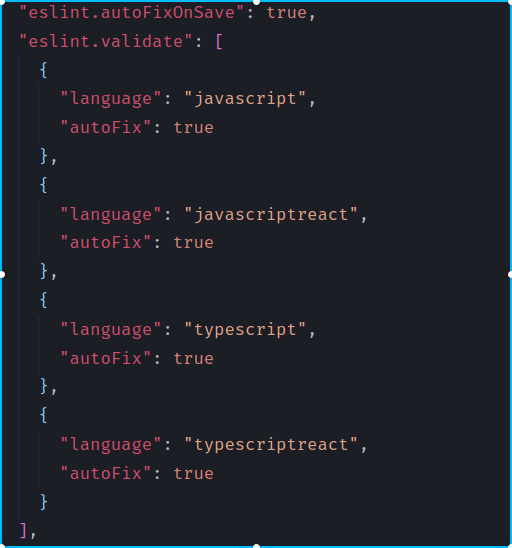 "eslint.autoFixOnSave": true,
"eslint.validate": [
{
"language": "javascript",
"autoFix": true
},
{
"language": "javascriptreact",
"autoFix": true
},
{
"language": "typescript",
"autoFix": true
},
{
"language": "typescriptreact",
"autoFix": true
}
],